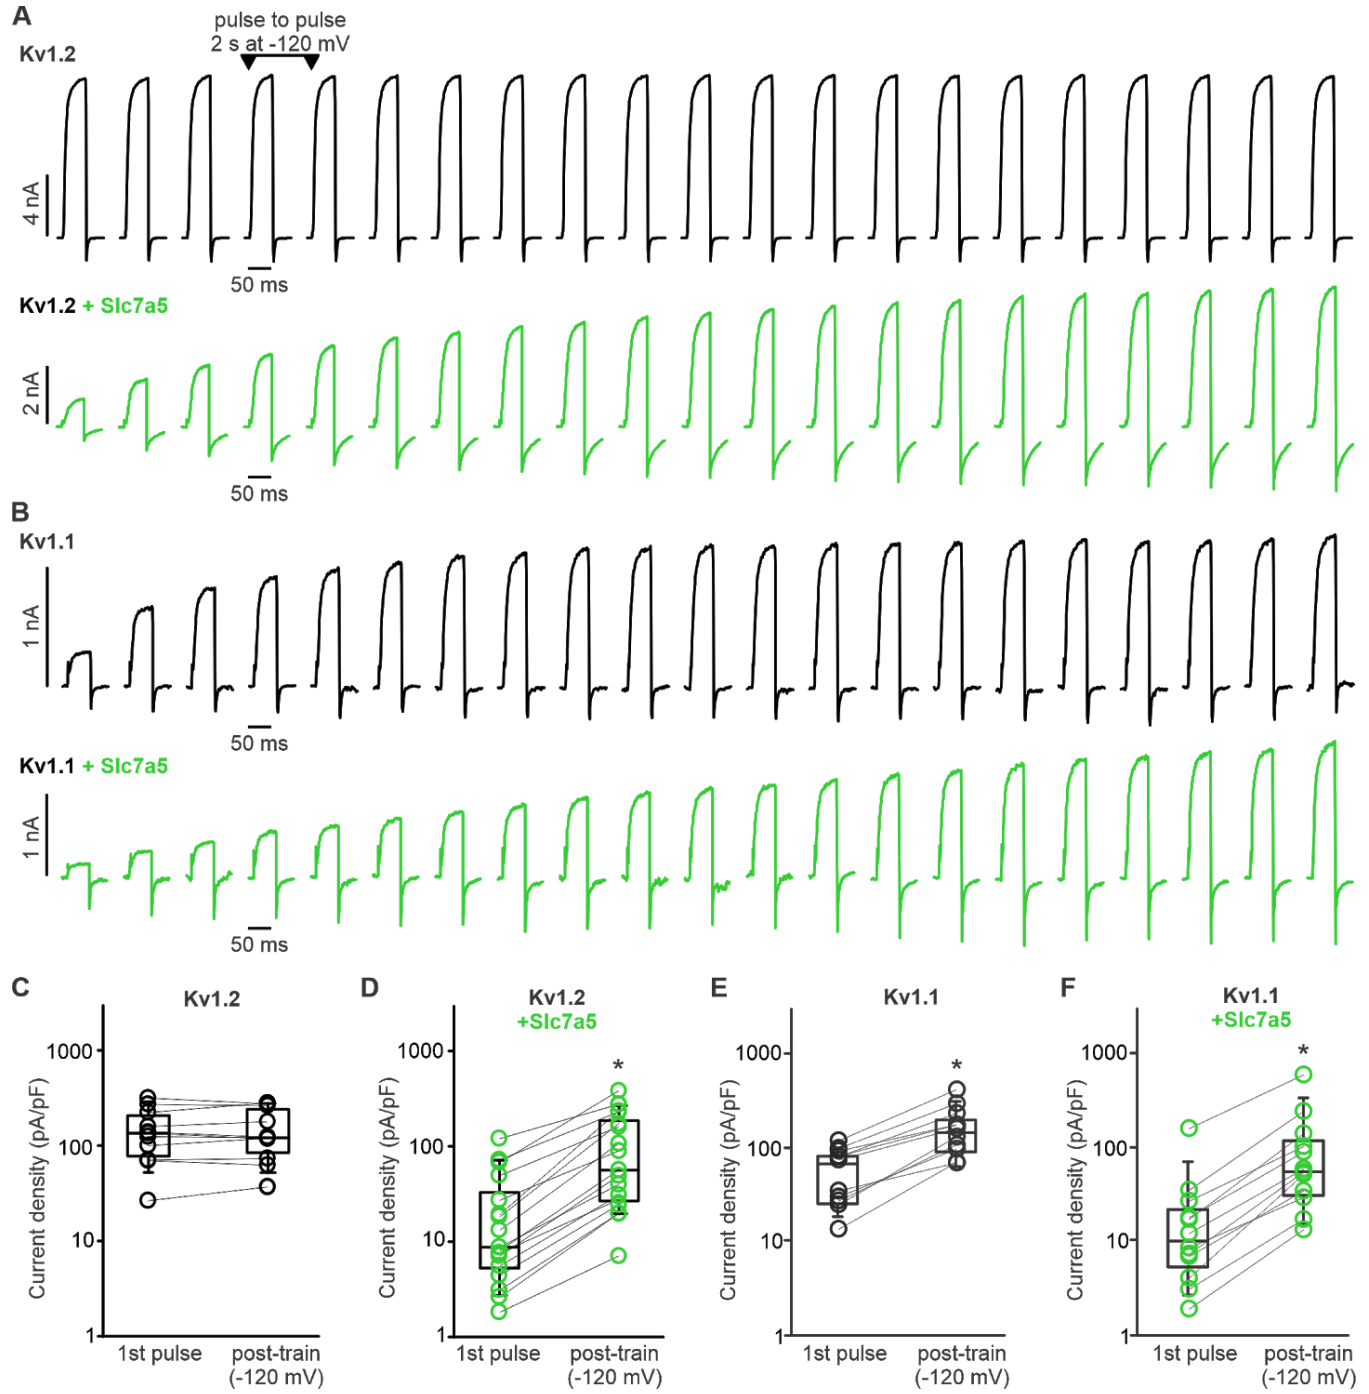 A
pulse to pulse
2 s at -120 mV
Kv1.2
4 nA
50 ms
Kv1.2 + Slc7a5
2 nA
50 ms
B
Kv1.1
1 nA
50 ms
Kv1.1 + Slc7a5
1 nA
50 ms
C
Kv1.2
Current density (pA/pF)
1000
100
10
1
1st pulse
post-train
(-120 mV)
D
Kv1.2
+Slc7a5
*
Current density (pA/pF)
1000
100
10
1
1st pulse
post-train
(-120 mV)
E
Kv1.1
*
Current density (pA/pF)
1000
100
10
1
1st pulse
post-train
(-120 mV)
F
Kv1.1
+Slc7a5
*
Current density (pA/pF)
1000
100
10
1
1st pulse
post-train
(-120 mV)